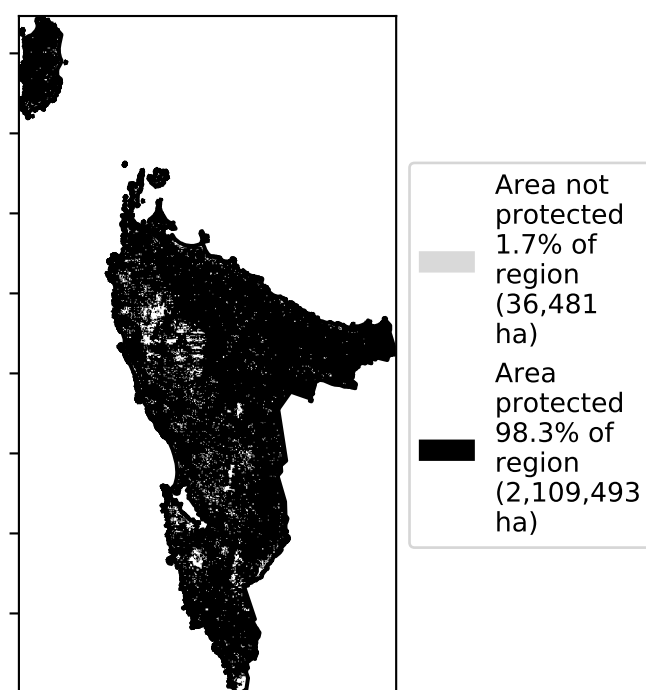 Area not
protected
1.7% of
region
(36,481
ha)
Area
protected
98.3% of
region
(2,109,493
ha)